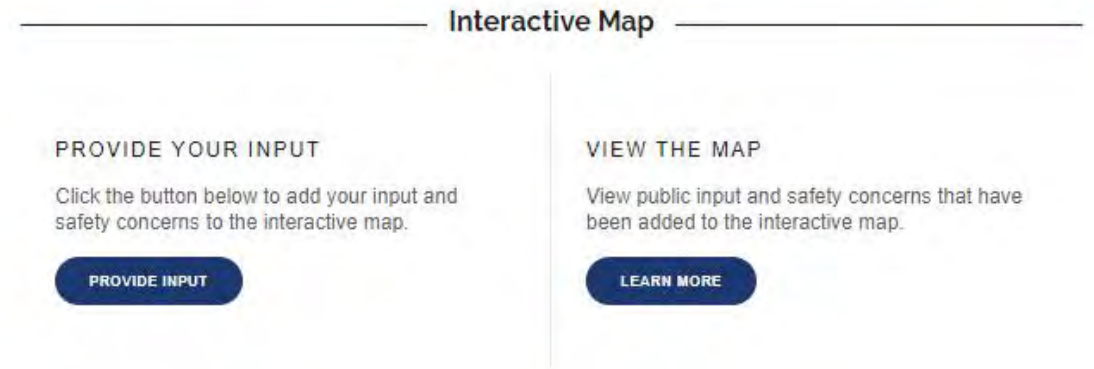 Interactive Map
PROVIDE YOUR INPUT
Click the button below to add your input and
safety concerns to the interactive map.
PROVIDE INPUT
VIEW THE MAP
View public input and safety concerns that have
been added to the interactive map.
LEARN MORE